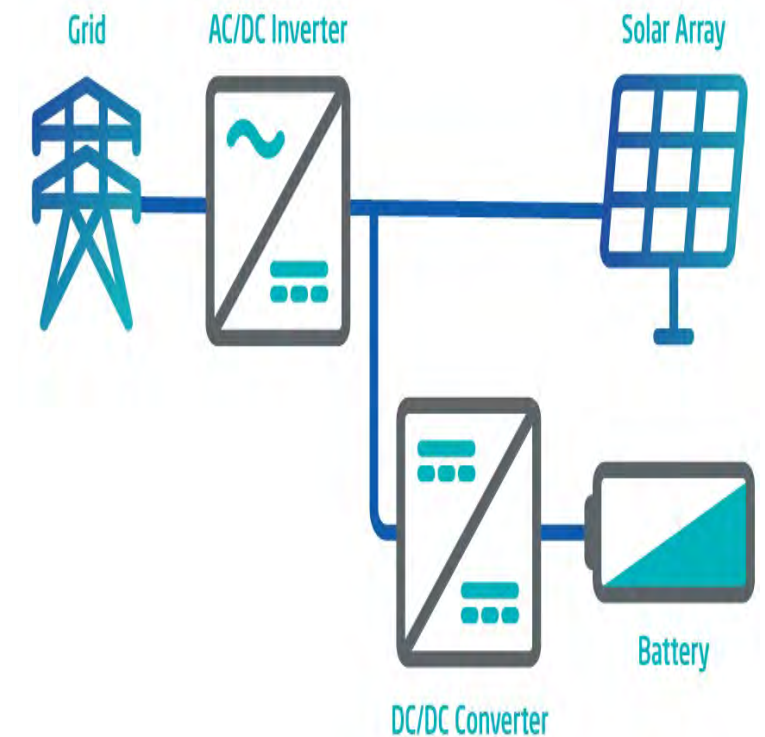 Grid
AC/DC Inverter
Solar Array
Battery
DC/DC Converter